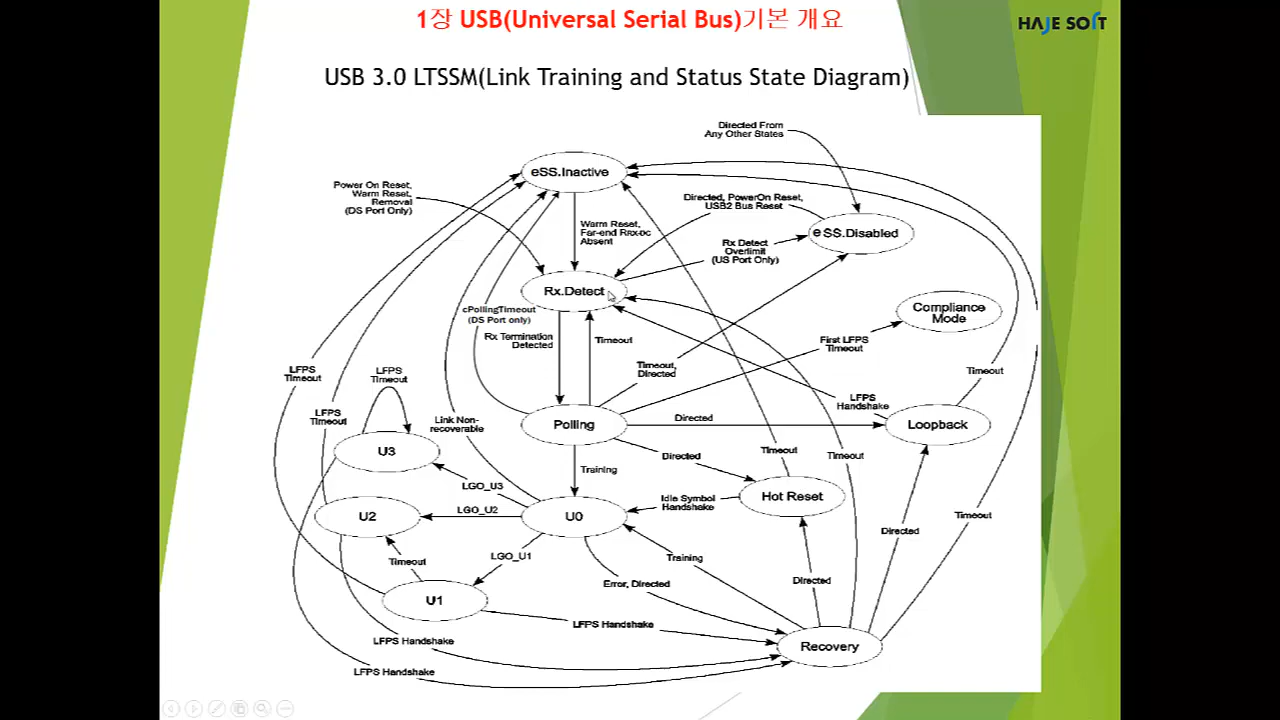 1장 USB(Universal Serial Bus)기본 개요
HAJE SOFT
USB 3.0 LTSSM(Link Training and Status State Diagram)
Directed From
Any Other States
eSS.Inactive
Power On Reset,
Warm Reset,
Removal
(DS Port Only)
Directed, PowerOn Reset,
USB2 Bus Reset
Warm Reset,
Far-end Rrx-dc
Absent
eSS.Disabled
Rx Detect
Overlimit
(US Port Only)
Rx.Detect
cPollingTimeout
(DS Port only)
Compliance
Mode
Rx Termination
Detected
Timeout
First LFPS
Timeout
Timeout,
Directed
LFPS
Timeout
LFPS
Timeout
Timeout
LFPS
Handshake
LFPS
Timeout
Link Non-
recoverable
Polling
Directed
Loopback
U3
Directed
Timeout
Timeout
Training
LGO_U3
Hot Reset
Idle Symbol
Handshake
U2
LGO_U2
U0
Timeout
Directed
LGO_U1
Timeout
Training
Error, Directed
Directed
U1
LFPS Handshake
LFPS Handshake
Recovery
LFPS Handshake